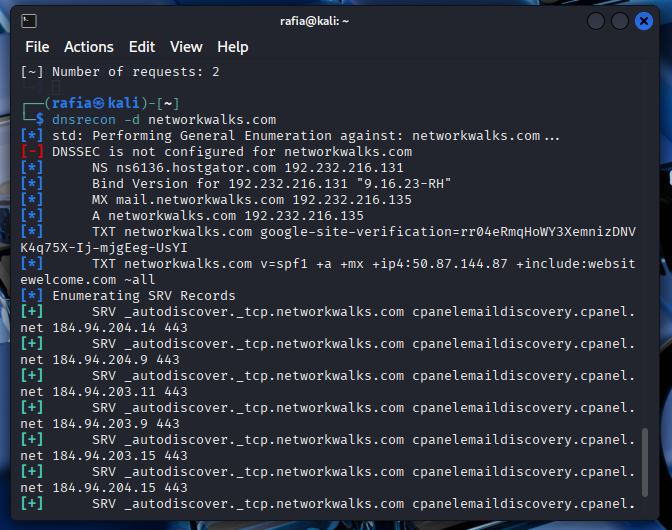 rafia@kali: ~
File Actions Edit View Help
[~] Number of requests: 2
┌──(rafia㉿kali)-[~]
└─$ dnsrecon -d networkwalks.com
[*] std: Performing General Enumeration against: networkwalks.com...
[-] DNSSEC is not configured for networkwalks.com
[*] NS ns6136.hostgator.com 192.232.216.131
[*] Bind Version for 192.232.216.131 "9.16.23-RH"
[*] MX mail.networkwalks.com 192.232.216.135
[*] A networkwalks.com 192.232.216.135
[*] TXT networkwalks.com google-site-verification=rr04eRmqHoWY3XemnizDNV
K4q75X-Ij-mjgEeg-UsYI
[*] TXT networkwalks.com v=spf1 +a +mx +ip4:50.87.144.87 +include:websit
ewelcome.com ~all
[*] Enumerating SRV Records
[+] SRV _autodiscover._tcp.networkwalks.com cpanelemaildiscovery.cpanel.
net 184.94.204.14 443
[+] SRV _autodiscover._tcp.networkwalks.com cpanelemaildiscovery.cpanel.
net 184.94.204.9 443
[+] SRV _autodiscover._tcp.networkwalks.com cpanelemaildiscovery.cpanel.
net 184.94.203.11 443
[+] SRV _autodiscover._tcp.networkwalks.com cpanelemaildiscovery.cpanel.
net 184.94.203.9 443
[+] SRV _autodiscover._tcp.networkwalks.com cpanelemaildiscovery.cpanel.
net 184.94.203.15 443
[+] SRV _autodiscover._tcp.networkwalks.com cpanelemaildiscovery.cpanel.
net 184.94.204.15 443
[+] SRV _autodiscover._tcp.networkwalks.com cpanelemaildiscovery.cpanel.